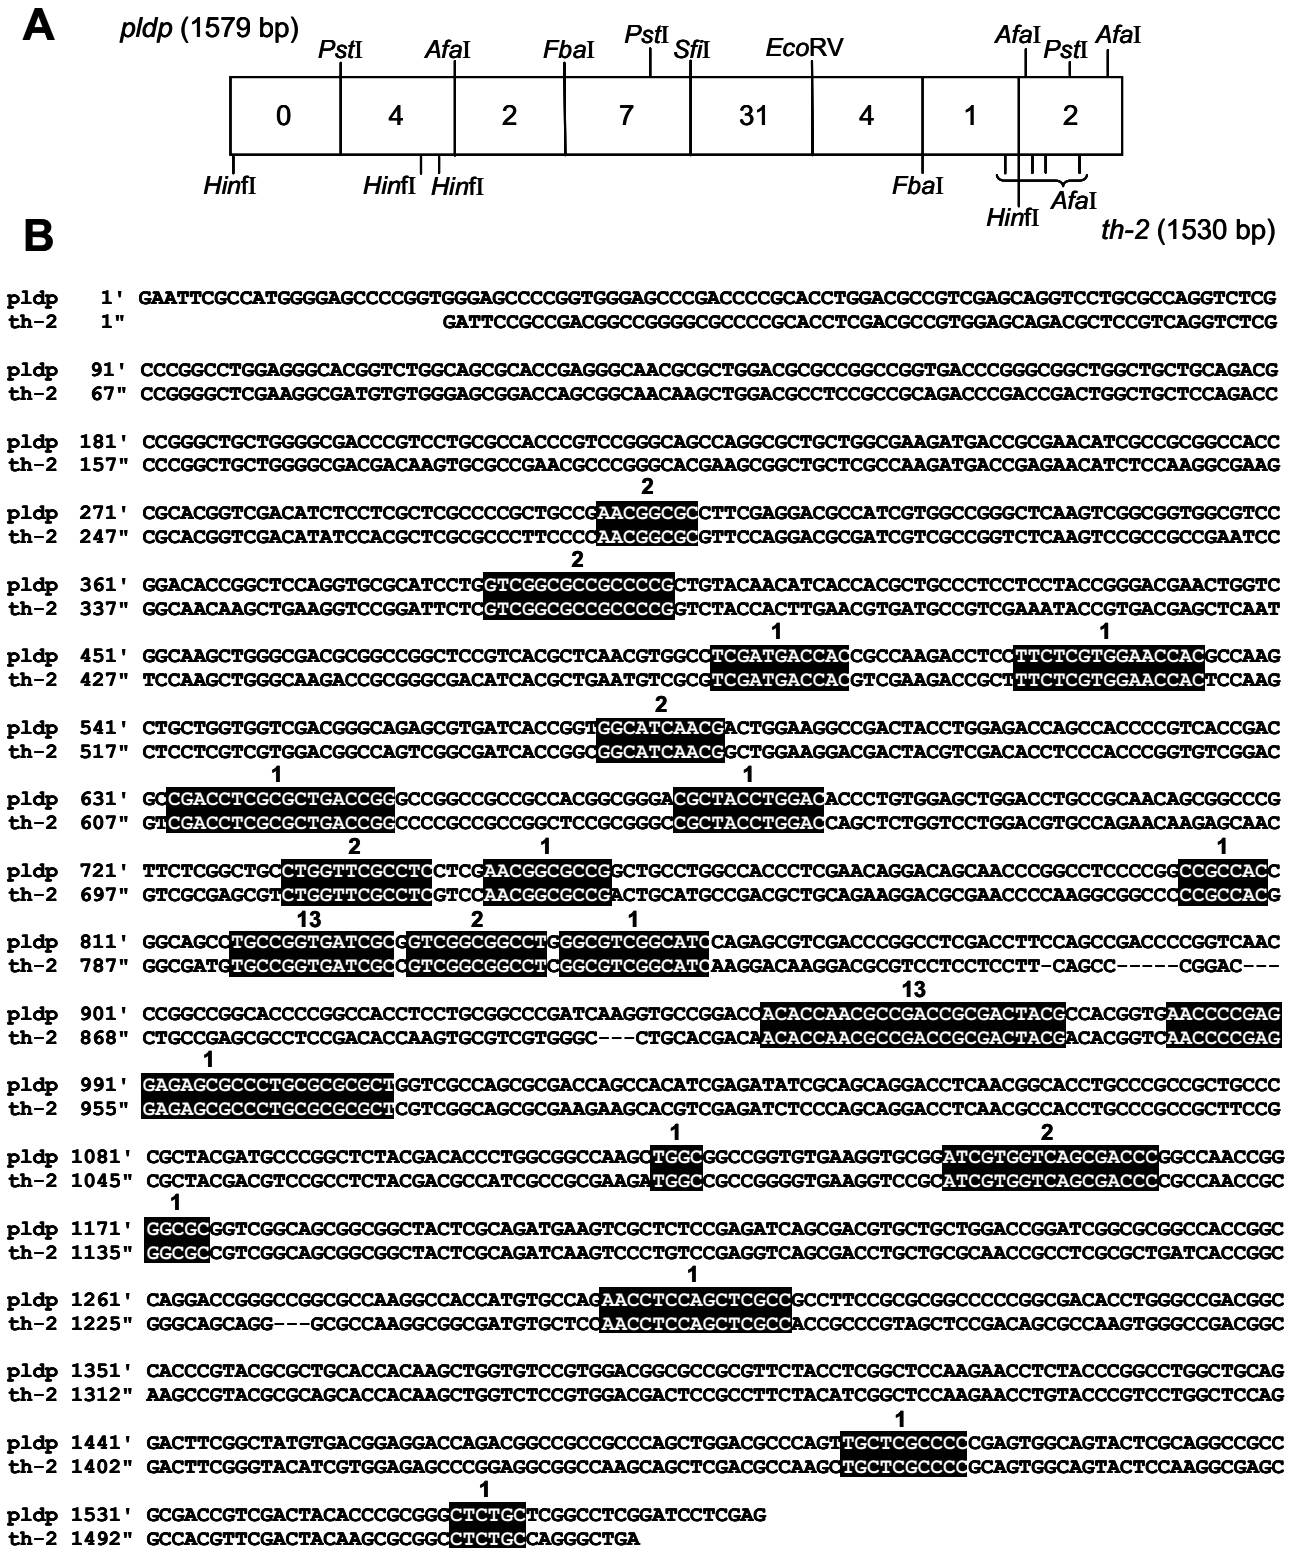 A
pldp (1579 bp)
PstI AfaI FbaI PstI SfiI EcoRV AfaI PstI AfaI
0 4 2 7 31 4 1 2
HinfI HinfI HinfI FbaI HinfI AfaI
th-2 (1530 bp)
B
pldp 1' GAATTCGCCATGGGGAGCCCCGGTGGGAGCCCCGGTGGGAGCCCGACCCCGCACCTGGACGCCGTCGAGCAGGTCCTGCGCCAGGTCTCG
th-2 1" GATTCCGCCGACGGCCGGGGCGCCCCGCACCTCGACGCCGTGGAGCAGACGCTCCGTCAGGTCTCG
pldp 91' CCCGGCCTGGAGGGCACGGTCTGGCAGCGCACCGAGGGCAACGCGCTGGACGCGCCGGCCGGTGACCCGGGCGGCTGGCTGCTGCAGACG
th-2 67" CCGGGGCTCGAAGGCGATGTGTGGGAGCGGACCAGCGGCAACAAGCTGGACGCCTCCGCCGCAGACCCGACCGACTGGCTGCTCCAGACC
pldp 181' CCGGGCTGCTGGGGCGACCCGTCCTGCGCCACCCGTCCGGGCAGCCAGGCGCTGCTGGCGAAGATGACCGCGAACATCGCCGCGGCCACC
th-2 157" CCCGGCTGCTGGGGCGACGACAAGTGCGCCGAACGCCCGGGCACGAAGCGGCTGCTCGCCAAGATGACCGAGAACATCTCCAAGGCGAAG
2
pldp 271' CGCACGGTCGACATCTCCTCGCTCGCCCCGCTGCCGAACGGCGCCTTCGAGGACGCCATCGTGGCCGGGCTCAAGTCGGCGGTGGCGTCC
th-2 247" CGCACGGTCGACATATCCACGCTCGCGCCCTTCCCCAACGGCGCGTTCCAGGACGCGATCGTCGCCGGTCTCAAGTCCGCCGCCGAATCC
2
pldp 361' GGACACCGGCTCCAGGTGCGCATCCTGGTCGGCGCCGCCCCGCTGTACAACATCACCACGCTGCCCTCCTCCTACCGGGACGAACTGGTC
th-2 337" GGCAACAAGCTGAAGGTCCGGATTCTCGTCGGCGCCGCCCCGGTCTACCACTTGAACGTGATGCCGTCGAAATACCGTGACGAGCTCAAT
1 1
pldp 451' GGCAAGCTGGGCGACGCGGCCGGCTCCGTCACGCTCAACGTGGCCTCGATGACCACCGCCAAGACCTCCTTCTCGTGGAACCACGCCAAG
th-2 427" TCCAAGCTGGGCAAGACCGCGGGCGACATCACGCTGAATGTCGCGTCGATGACCACGTCGAAGACCGCTTTCTCGTGGAACCACTCCAAG
2
pldp 541' CTGCTGGTGGTCGACGGGCAGAGCGTGATCACCGGTGGCATCAACGACTGGAAGGCCGACTACCTGGAGACCAGCCACCCCGTCACCGAC
th-2 517" CTCCTCGTCGTGGACGGCCAGTCGGCGATCACCGGCGGCATCAACGGCTGGAAGGACGACTACGTCGACACCTCCCACCCGGTGTCGGAC
1 1
pldp 631' GCCGACCTCGCGCTGACCGGGCCGGCCGCCGCCACGGCGGGACGCTACCTGGACACCCTGTGGAGCTGGACCTGCCGCAACAGCGGCCCG
th-2 607" GTCGACCTCGCGCTGACCGGCCCCGCCGCCGGCTCCGCGGGCCGCTACCTGGACCAGCTCTGGTCCTGGACGTGCCAGAACAAGAGCAAC
2 1 1
pldp 721' TTCTCGGCTGCCTGGTTCGCCTCCTCGAACGGCGCCGGCTGCCTGGCCACCCTCGAACAGGACAGCAACCCGGCCTCCCCGGCCGCCACC
th-2 697" GTCGCGAGCGTCTGGTTCGCCTCGTCCAACGGCGCCGACTGCATGCCGACGCTGCAGAAGGACGCGAACCCCAAGGCGGCCCCCGCCACG
13 2 1
pldp 811' GGCAGCCTGCCGGTGATCGCGGTCGGCGGCCTGGGCGTCGGCATCCAGAGCGTCGACCCGGCCTCGACCTTCCAGCCGACCCCGGTCAAC
th-2 787" GGCGATGTGCCGGTGATCGCCGTCGGCGGCCTCGGCGTCGGCATCAAGGACAAGGACGCGTCCTCCTCCTT-CAGCC-----CGGAC---
13
pldp 901' CCGGCCGGCACCCCGGCCACCTCCTGCGGCCCGATCAAGGTGCCGGACCACACCAACGCCGACCGCGACTACGCCACGGTGAACCCCGAG
th-2 868" CTGCCGAGCGCCTCCGACACCAAGTGCGTCGTGGGC---CTGCACGACAACACCAACGCCGACCGCGACTACGACACGGTCAACCCCGAG
1
pldp 991' GAGAGCGCCCTGCGCGCGCTGGTCGCCAGCGCGACCAGCCACATCGAGATATCGCAGCAGGACCTCAACGGCACCTGCCCGCCGCTGCCC
th-2 955" GAGAGCGCCCTGCGCGCGCTCGTCGGCAGCGCGAAGAAGCACGTCGAGATCTCCCAGCAGGACCTCAACGCCACCTGCCCGCCGCTTCCG
1 2
pldp 1081' CGCTACGATGCCCGGCTCTACGACACCCTGGCGGCCAAGCTGGCGGCCGGTGTGAAGGTGCGGATCGTGGTCAGCGACCCGGCCAACCGG
th-2 1045" CGCTACGACGTCCGCCTCTACGACGCCATCGCCGCGAAGATGGCCGCCGGGGTGAAGGTCCGCATCGTGGTCAGCGACCCCGCCAACCGC
1
pldp 1171' GGCGCGGTCGGCAGCGGCGGCTACTCGCAGATGAAGTCGCTCTCCGAGATCAGCGACGTGCTGCTGGACCGGATCGGCGCGGCCACCGGC
th-2 1135" GGCGCCGTCGGCAGCGGCGGCTACTCGCAGATCAAGTCCCTGTCCGAGGTCAGCGACCTGCTGCGCAACCGCCTCGCGCTGATCACCGGC
1
pldp 1261' CAGGACCGGGCCGGCGCCAAGGCCACCATGTGCCAGAACCTCCAGCTCGCCGCCTTCCGCGCGGCCCCCGGCGACACCTGGGCCGACGGC
th-2 1225" GGGCAGCAGG---GCGCCAAGGCGGCGATGTGCTCCAACCTCCAGCTCGCCACCGCCCGTAGCTCCGACAGCGCCAAGTGGGCCGACGGC
pldp 1351' CACCCGTACGCGCTGCACCACAAGCTGGTGTCCGTGGACGGCGCCGCGTTCTACCTCGGCTCCAAGAACCTCTACCCGGCCTGGCTGCAG
th-2 1312" AAGCCGTACGCGCAGCACCACAAGCTGGTCTCCGTGGACGACTCCGCCTTCTACATCGGCTCCAAGAACCTGTACCCGTCCTGGCTCCAG
1
pldp 1441' GACTTCGGCTATGTGACGGAGGACCAGACGGCCGCCGCCCAGCTGGACGCCCAGTTGCTCGCCCCCGAGTGGCAGTACTCGCAGGCCGCC
th-2 1402" GACTTCGGGTACATCGTGGAGAGCCCGGAGGCGGCCAAGCAGCTCGACGCCAAGCTGCTCGCCCCGCAGTGGCAGTACTCCAAGGCGAGC
1
pldp 1531' GCGACCGTCGACTACACCCGCGGGCTCTGCTCGGCCTCGGATCCTCGAG
th-2 1492" GCCACGTTCGACTACAAGCGCGGCCTCTGCCAGGGCTGA